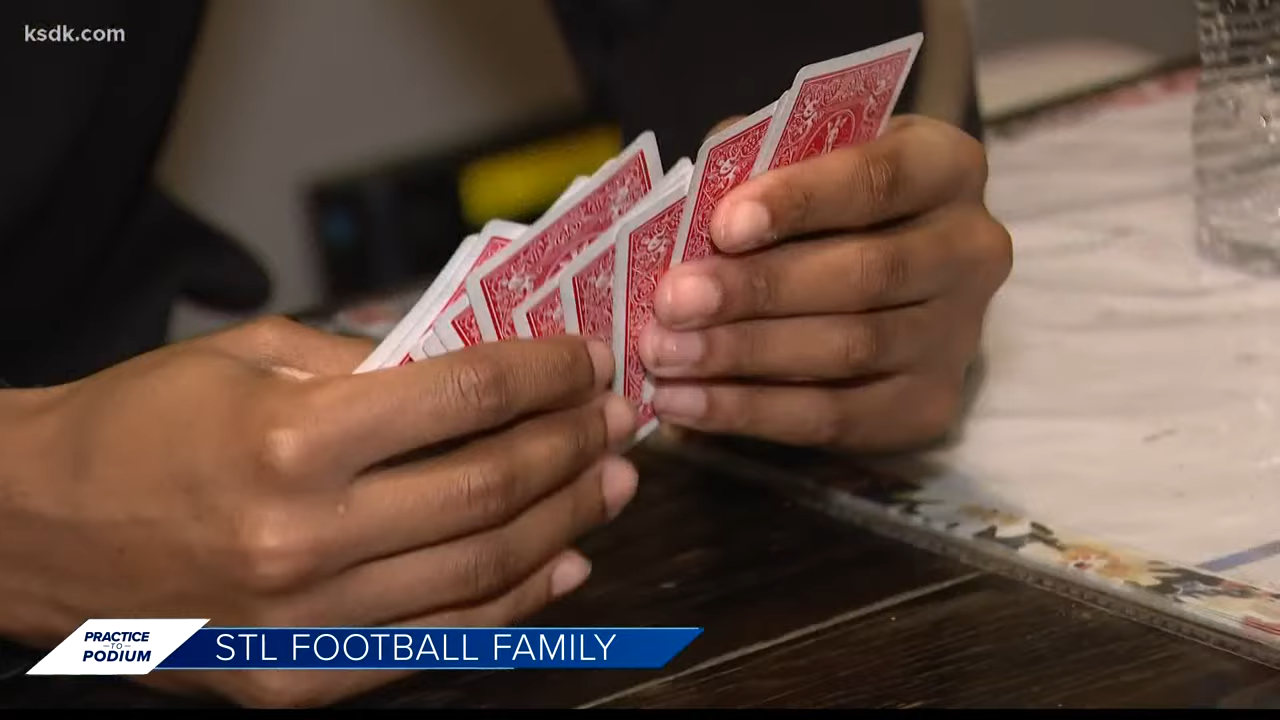 ksdk.com
PRACTICE
TO
PODIUM
STL FOOTBALL FAMILY